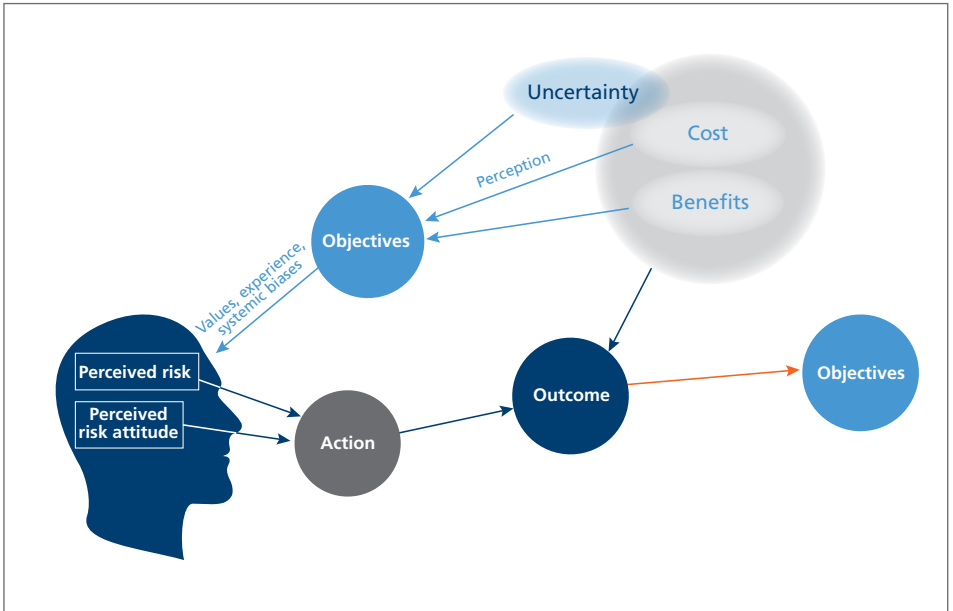 Uncertainty
Cost
Perception
Benefits
Objectives
Values, experience,
systemic biases
Perceived risk
Perceived
risk attitude
Action
Outcome
Objectives